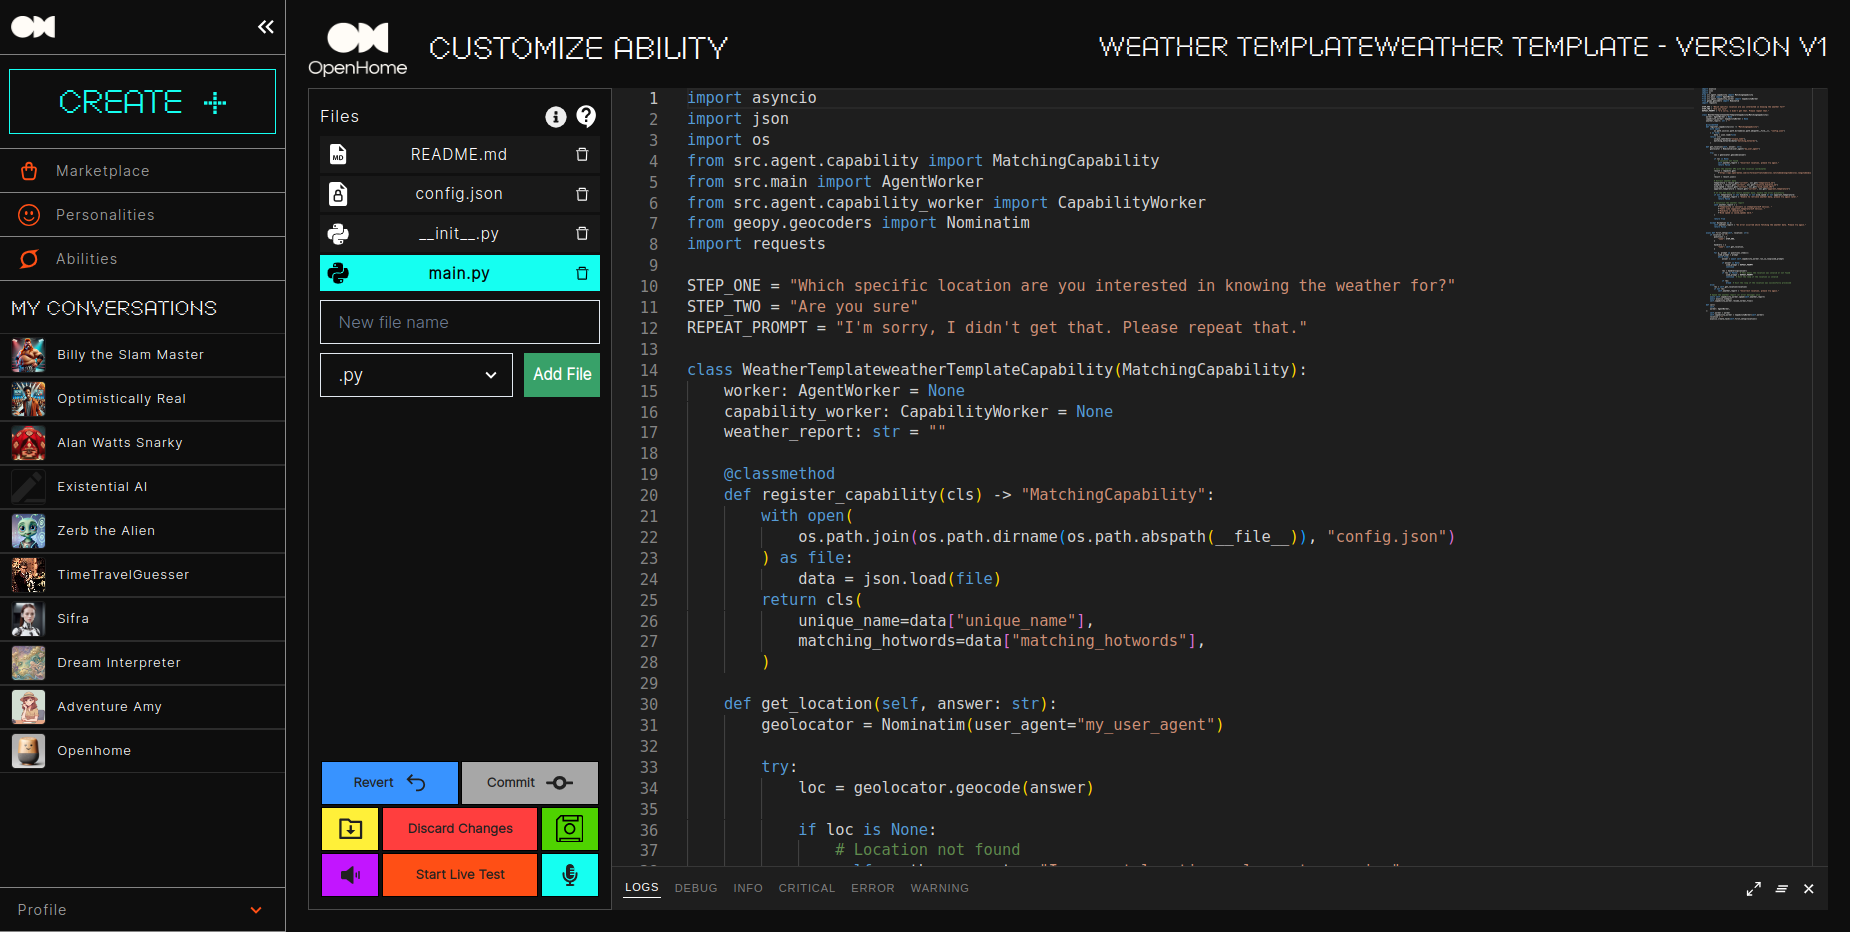 CREATE
Marketplace
Personalities
Abilities
MY CONVERSATIONS
Billy the Slam Master
Optimistically Real
Alan Watts Snarky
Existential AI
Zerb the Alien
TimeTravelGuesser
Sifra
Dream Interpreter
Adventure Amy
Openhome
Profile
OpenHome
CUSTOMIZE ABILITY
WEATHER TEMPLATEWEATHER TEMPLATE - VERSION V1
Files
MD README.md
config.json
__init__.py
main.py
New file name
.py
Add File
Revert
Commit
Discard Changes
Start Live Test
1 import asyncio
2 import json
3 import os
4 from src.agent.capability import MatchingCapability
5 from src.main import AgentWorker
6 from src.agent.capability_worker import CapabilityWorker
7 from geopy.geocoders import Nominatim
8 import requests
9
10 STEP_ONE = "Which specific location are you interested in knowing the weather for?"
11 STEP_TWO = "Are you sure"
12 REPEAT_PROMPT = "I'm sorry, I didn't get that. Please repeat that."
13
14 class WeatherTemplateweatherTemplateCapability(MatchingCapability):
15 worker: AgentWorker = None
16 capability_worker: CapabilityWorker = None
17 weather_report: str = ""
18
19 @classmethod
20 def register_capability(cls) -> "MatchingCapability":
21 with open(
22 os.path.join(os.path.dirname(os.path.abspath(__file__)), "config.json")
23 ) as file:
24 data = json.load(file)
25 return cls(
26 unique_name=data["unique_name"],
27 matching_hotwords=data["matching_hotwords"],
28 )
29
30 def get_location(self, answer: str):
31 geolocator = Nominatim(user_agent="my_user_agent")
32
33 try:
34 loc = geolocator.geocode(answer)
35
36 if loc is None:
37 # Location not found
LOGS DEBUG INFO CRITICAL ERROR WARNING